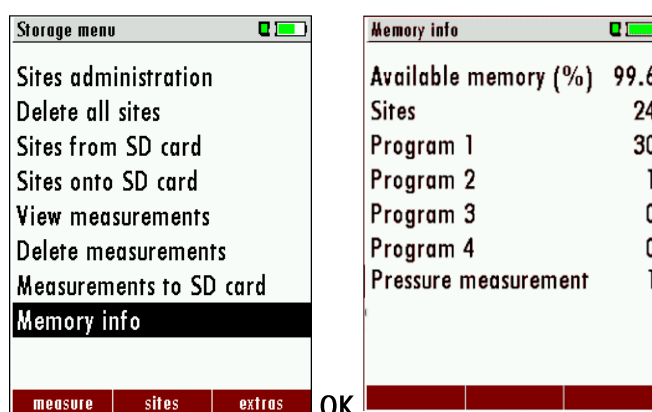 Storage menu
Sites administration
Delete all sites
Sites from SD card
Sites onto SD card
View measurements
Delete measurements
Measurements to SD card
Memory info
measure sites extras
OK
Memory info
Available memory (%) 99.6
Sites 24
Program 1 30
Program 2 1
Program 3 0
Program 4 0
Pressure measurement 1